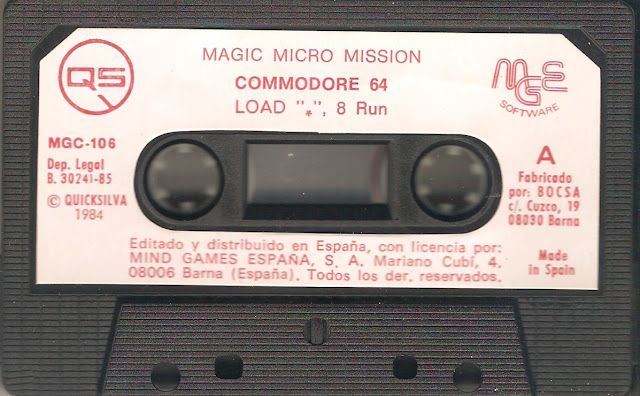 QS
MAGIC MICRO MISSION
COMMODORE 64
LOAD "*", 8 Run
MGE
SOFTWARE
MGC-106
Dep. Legal
B. 30241-85
© QUICKSILVA
1984
A
Fabricado
por: BOCSA
c/. Cuzco, 19
08030 Barna
Made
in Spain
Editado y distribuido en España, con licencia por:
MIND GAMES ESPAÑA, S. A. Mariano Cubí, 4.
08006 Barna (España). Todos los der. reservados.